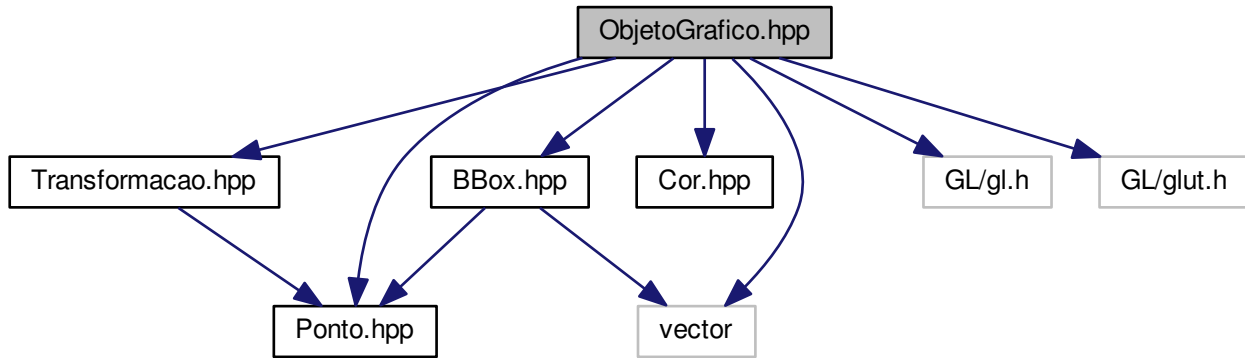 ObjetoGrafico.hpp
Transformacao.hpp
BBox.hpp
Cor.hpp
GL/gl.h
GL/glut.h
Ponto.hpp
vector